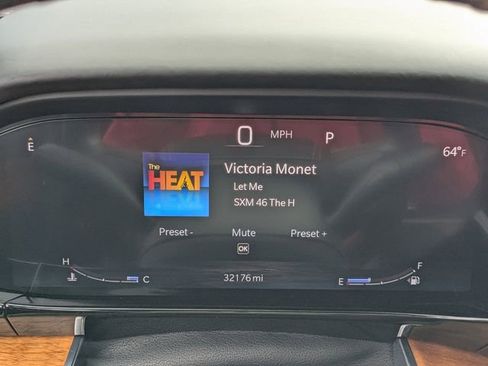 0 MPH P
E
64°F
The
HEAT
Victoria Monet
Let Me
SXM 46 The H
Preset - Mute Preset +
OK
H C
32176 mi
E F